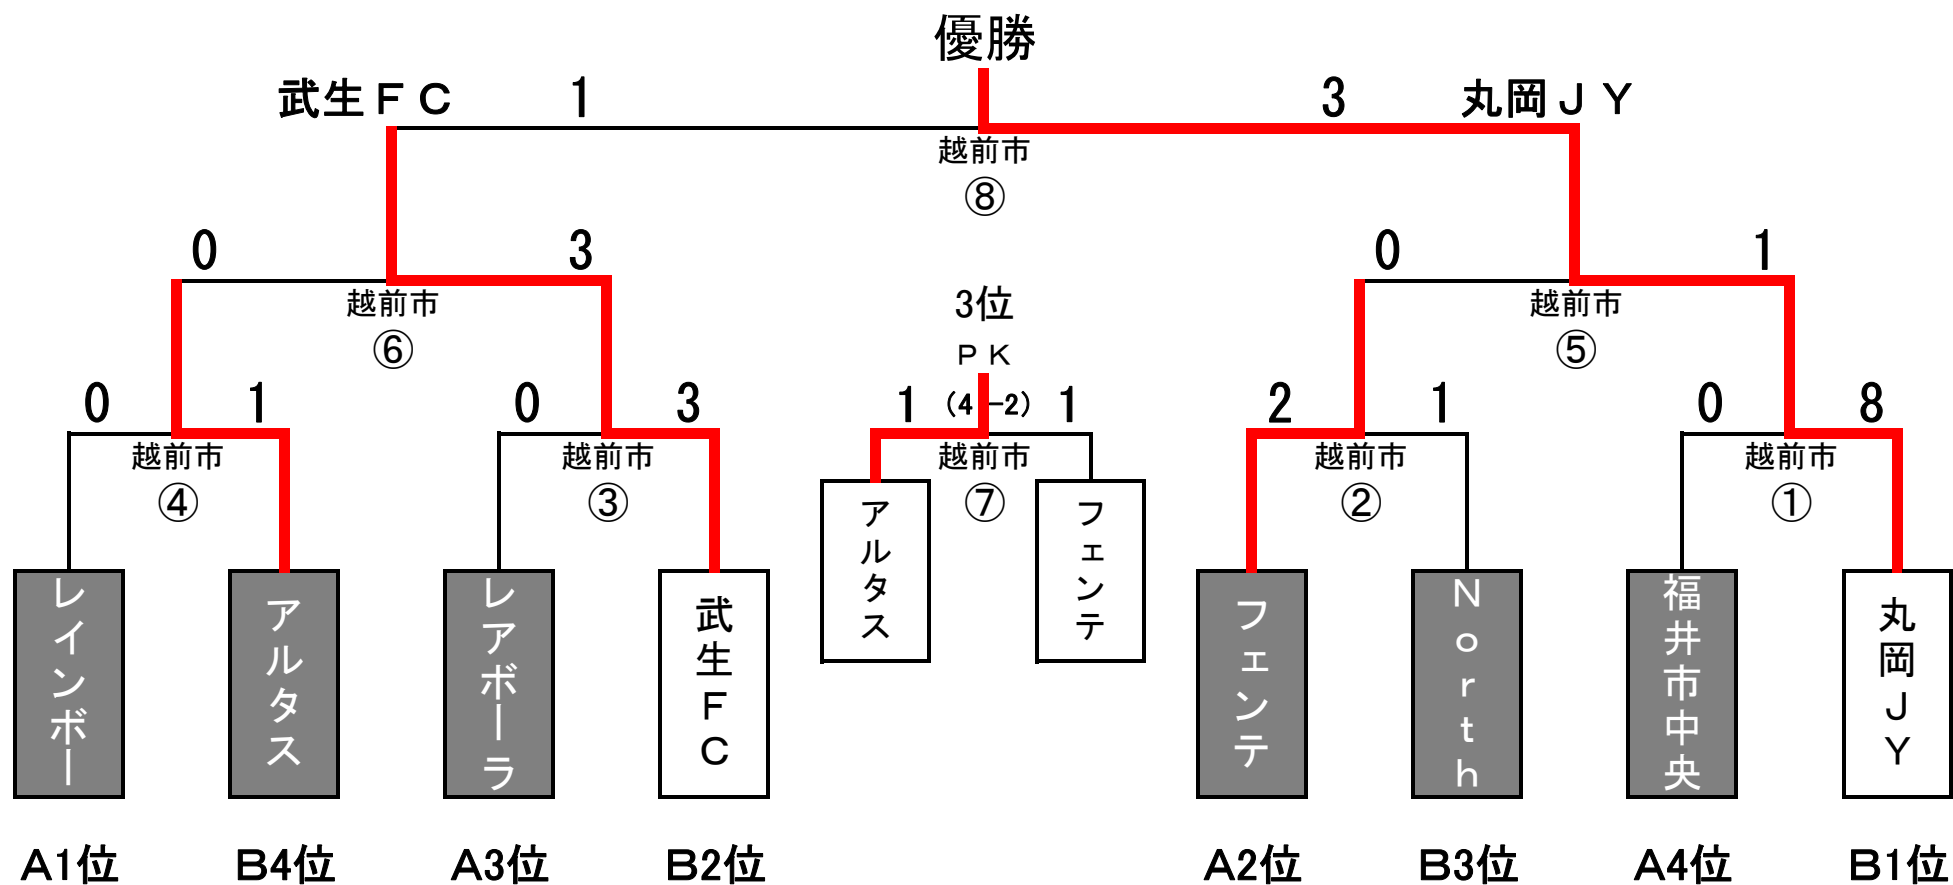 優勝
武生ＦＣ 1 3 丸岡ＪＹ
越前市
⑧
0 3 0 1
越前市 3位 越前市
⑥ ＰＫ ⑤
0 1 0 3 1 (4-2) 1 2 1 0 8
越前市 越前市 越前市 越前市 越前市
④ ③ ⑦ ② ①
アルタス
フェンテ
レインボー
アルタス
レアボーラ
武生ＦＣ
フェンテ
Ｎｏｒｔｈ
福井市中央
丸岡ＪＹ
A1位 B4位 A3位 B2位 A2位 B3位 A4位 B1位